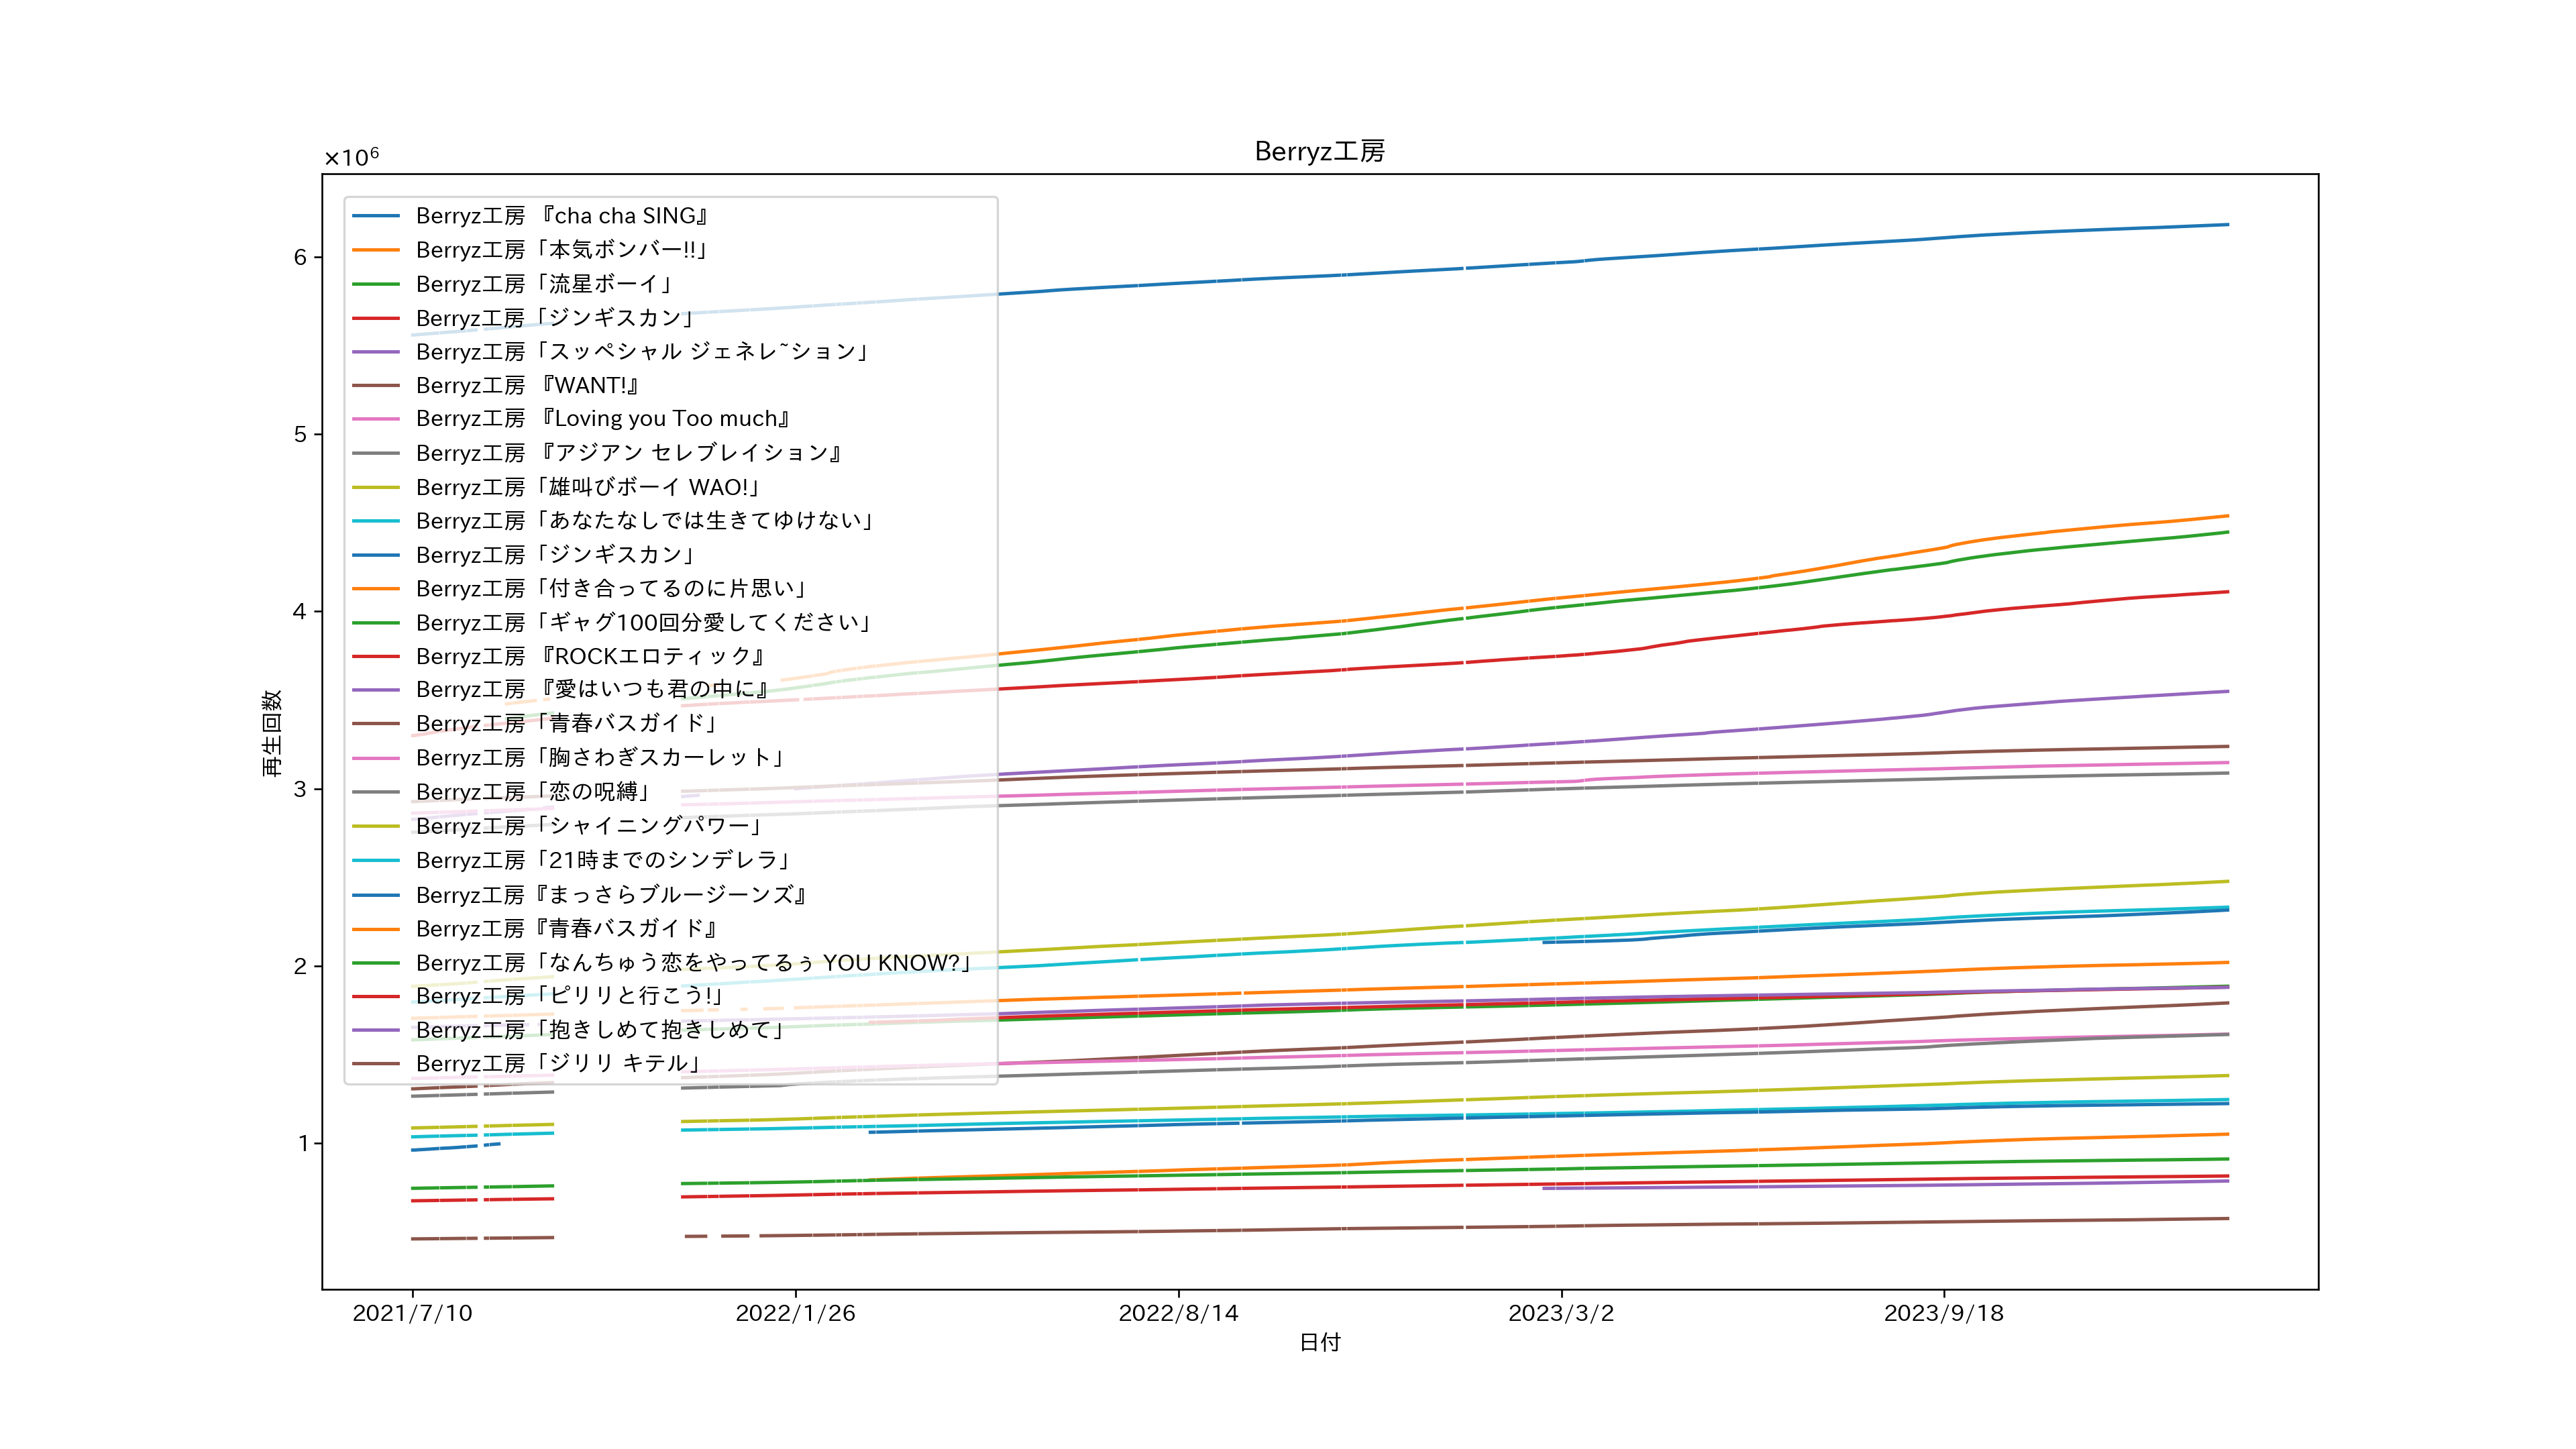 Berryz工房
×10⁶
Berryz工房 『cha cha SING』
Berryz工房「本気ボンバー!!」
Berryz工房「流星ボーイ」
Berryz工房「ジンギスカン」
Berryz工房「スッペシャル ジェネレ~ション」
Berryz工房 『WANT!』
Berryz工房 『Loving you Too much』
Berryz工房 『アジアン セレブレイション』
Berryz工房「雄叫びボーイ WAO!」
Berryz工房「あなたなしでは生きてゆけない」
Berryz工房「ジンギスカン」
Berryz工房「付き合ってるのに片思い」
Berryz工房「ギャグ100回分愛してください」
Berryz工房 『ROCKエロティック』
Berryz工房 『愛はいつも君の中に』
Berryz工房「青春バスガイド」
Berryz工房「胸さわぎスカーレット」
Berryz工房「恋の呪縛」
Berryz工房「シャイニングパワー」
Berryz工房「21時までのシンデレラ」
Berryz工房『まっさらブルージーンズ』
Berryz工房『青春バスガイド』
Berryz工房「なんちゅう恋をやってるぅ YOU KNOW?」
Berryz工房「ピリリと行こう!」
Berryz工房「抱きしめて抱きしめて」
Berryz工房「ジリリ キテル」
6
5
4
3
2
1
再生回数
2021/7/10
2022/1/26
2022/8/14
2023/3/2
2023/9/18
日付